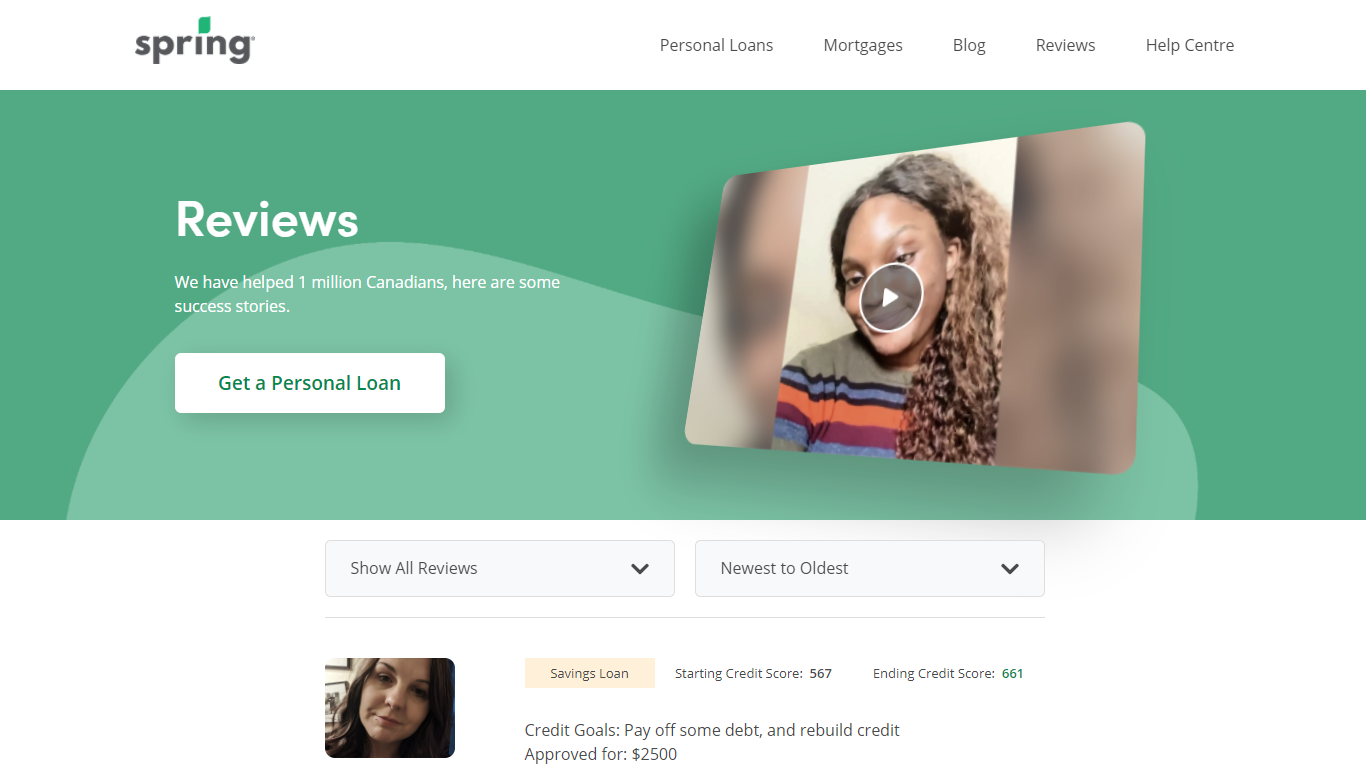 spring
Personal Loans
Mortgages
Blog
Reviews
Help Centre
Reviews
We have helped 1 million Canadians, here are some
success stories.
Get a Personal Loan
Show All Reviews
Newest to Oldest
Savings Loan
Starting Credit Score: 567
Ending Credit Score: 661
Credit Goals: Pay off some debt, and rebuild credit
Approved for: $2500